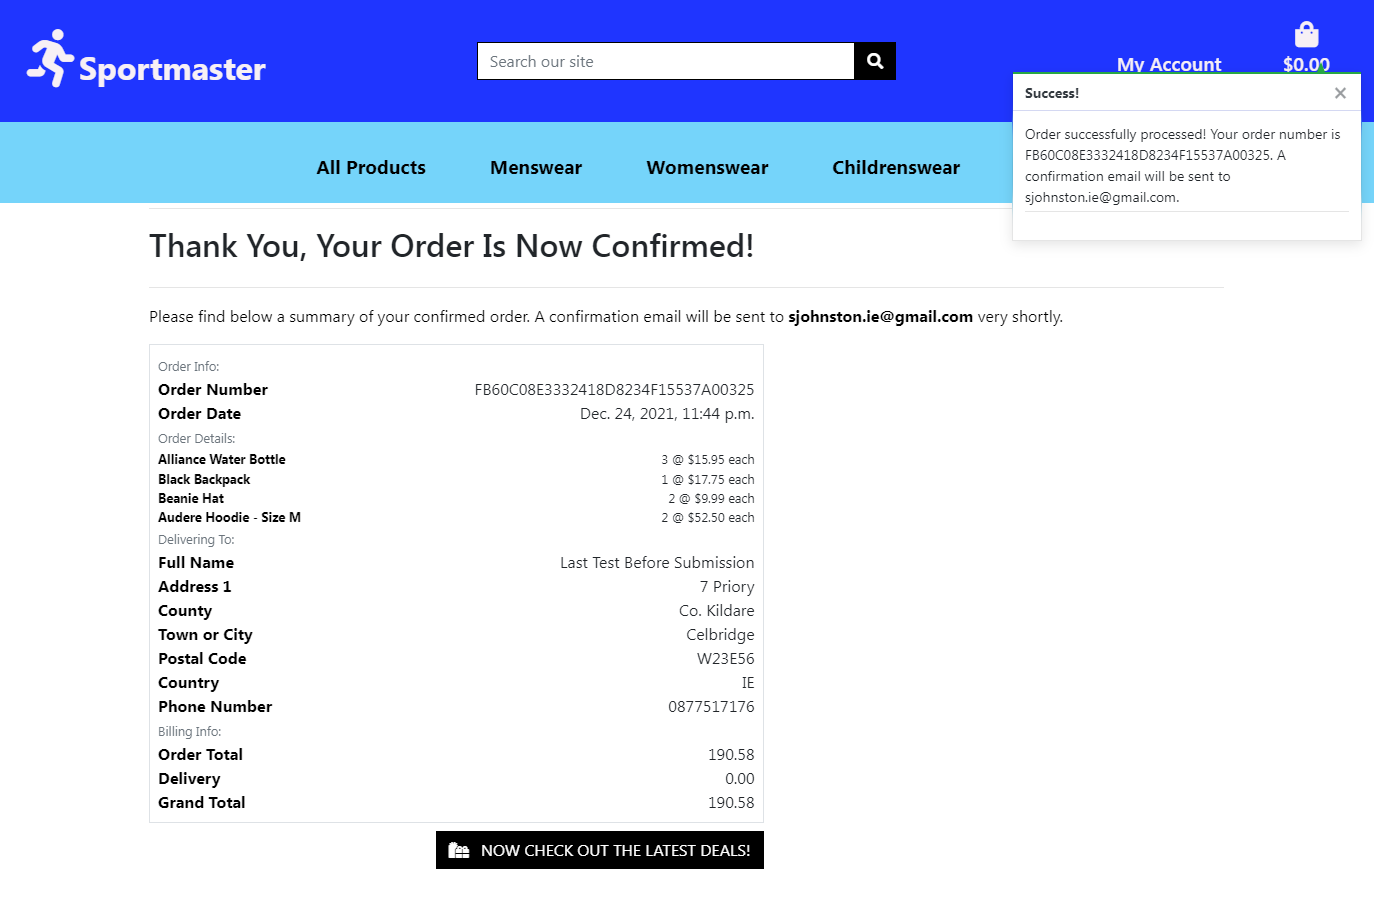 Sportmaster
Search our site
My Account
$0.00
Success!
×
Order successfully processed! Your order number is
FB60C08E3332418D8234F15537A00325. A
confirmation email will be sent to
sjohnston.ie@gmail.com.
All Products
Menswear
Womenswear
Childrenswear
Thank You, Your Order Is Now Confirmed!
Please find below a summary of your confirmed order. A confirmation email will be sent to sjohnston.ie@gmail.com very shortly.
Order Info:
Order Number FB60C08E3332418D8234F15537A00325
Order Date Dec. 24, 2021, 11:44 p.m.
Order Details:
Alliance Water Bottle 3 @ $15.95 each
Black Backpack 1 @ $17.75 each
Beanie Hat 2 @ $9.99 each
Audere Hoodie - Size M 2 @ $52.50 each
Delivering To:
Full Name Last Test Before Submission
Address 1 7 Priory
County Co. Kildare
Town or City Celbridge
Postal Code W23E56
Country IE
Phone Number 0877517176
Billing Info:
Order Total 190.58
Delivery 0.00
Grand Total 190.58
NOW CHECK OUT THE LATEST DEALS!